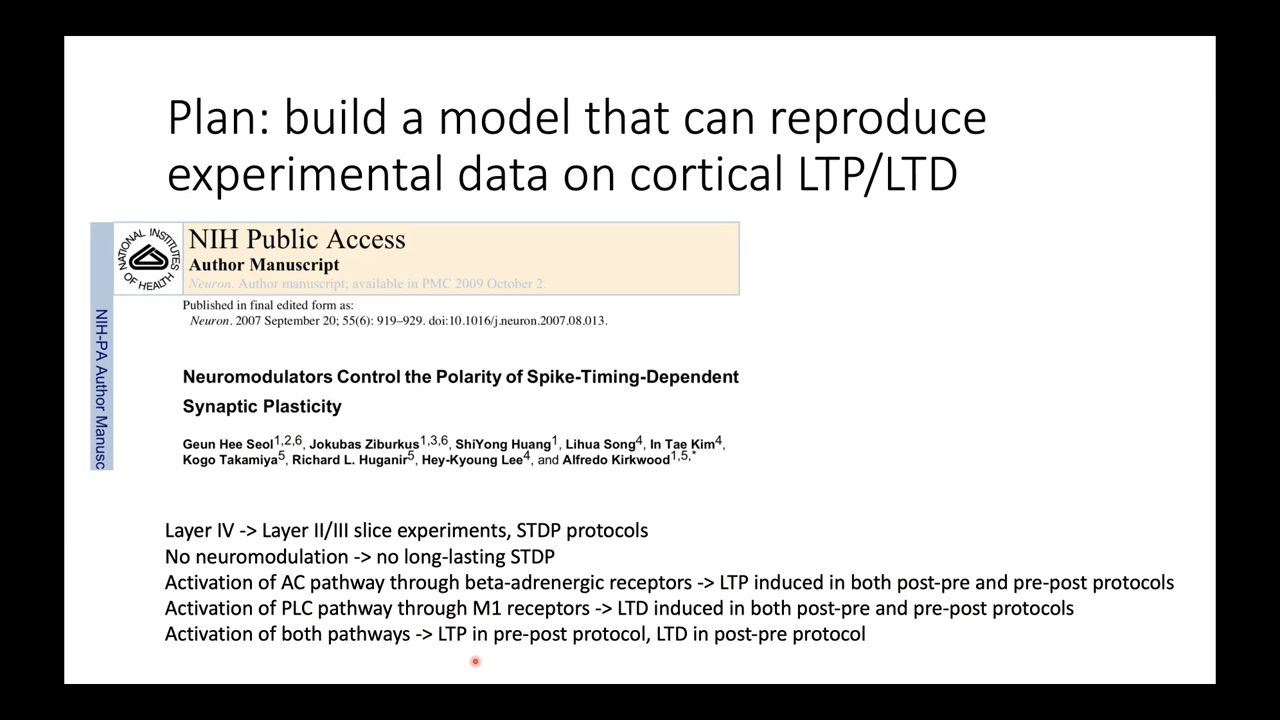 Plan: build a model that can reproduce
experimental data on cortical LTP/LTD
NATIONAL INSTITUTES OF HEALTH
NIH Public Access
Author Manuscript
Neuron. Author manuscript; available in PMC 2009 October 2.
NIH-PA Author Manusc
Published in final edited form as:
Neuron. 2007 September 20; 55(6): 919–929. doi:10.1016/j.neuron.2007.08.013.
Neuromodulators Control the Polarity of Spike-Timing-Dependent
Synaptic Plasticity
Geun Hee Seol1,2,6, Jokubas Ziburkus1,3,6, ShiYong Huang1, Lihua Song4, In Tae Kim4,
Kogo Takamiya5, Richard L. Huganir5, Hey-Kyoung Lee4, and Alfredo Kirkwood1,5,*
Layer IV -> Layer II/III slice experiments, STDP protocols
No neuromodulation -> no long-lasting STDP
Activation of AC pathway through beta-adrenergic receptors -> LTP induced in both post-pre and pre-post protocols
Activation of PLC pathway through M1 receptors -> LTD induced in both post-pre and pre-post protocols
Activation of both pathways -> LTP in pre-post protocol, LTD in post-pre protocol